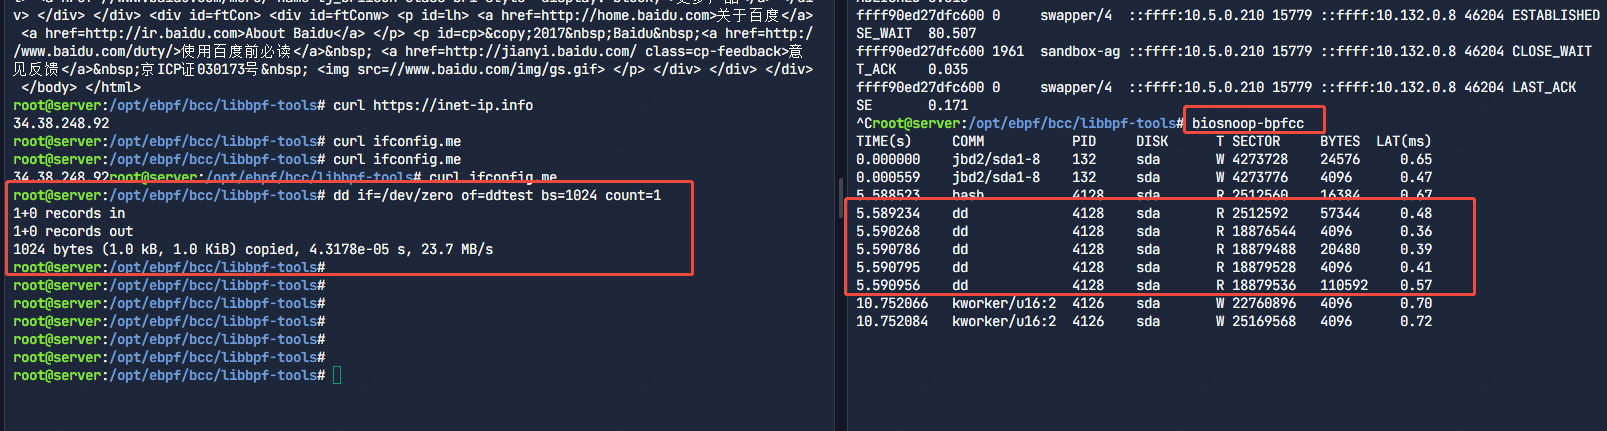 t> <a href=//www.baidu.com/more/ name=tj_briicon class=bri style="display: block;">更多产品</a> </di
v> </div> </div> <div id=ftCon> <div id=ftConw> <p id=lh> <a href=http://home.baidu.com>关于百度</a>
<a href=http://ir.baidu.com>About Baidu</a> </p> <p id=cp>&copy;2017&nbsp;Baidu&nbsp;<a href=http:/
/www.baidu.com/duty/>使用百度前必读</a>&nbsp; <a href=http://jianyi.baidu.com/ class=cp-feedback>意
见反馈</a>&nbsp;京ICP证030173号&nbsp; <img src=//www.baidu.com/img/gs.gif> </p> </div> </div> </div>
</body> </html>
root@server:/opt/ebpf/bcc/libbpf-tools# curl https://inet-ip.info
34.38.248.92
root@server:/opt/ebpf/bcc/libbpf-tools# curl ifconfig.me
root@server:/opt/ebpf/bcc/libbpf-tools# curl ifconfig.me
34.38.248.92root@server:/opt/ebpf/bcc/libbpf-tools# curl ifconfig.me
root@server:/opt/ebpf/bcc/libbpf-tools# dd if=/dev/zero of=ddtest bs=1024 count=1
1+0 records in
1+0 records out
1024 bytes (1.0 kB, 1.0 KiB) copied, 4.3178e-05 s, 23.7 MB/s
root@server:/opt/ebpf/bcc/libbpf-tools#
root@server:/opt/ebpf/bcc/libbpf-tools#
root@server:/opt/ebpf/bcc/libbpf-tools#
root@server:/opt/ebpf/bcc/libbpf-tools#
root@server:/opt/ebpf/bcc/libbpf-tools#
root@server:/opt/ebpf/bcc/libbpf-tools#
root@server:/opt/ebpf/bcc/libbpf-tools#
ffff90ed27dfc600 0 swapper/4 ::ffff:10.5.0.210 15779 ::ffff:10.132.0.8 46204 ESTABLISHED
SE_WAIT 80.507
ffff90ed27dfc600 1961 sandbox-ag ::ffff:10.5.0.210 15779 ::ffff:10.132.0.8 46204 CLOSE_WAIT
T_ACK 0.035
ffff90ed27dfc600 0 swapper/4 ::ffff:10.5.0.210 15779 ::ffff:10.132.0.8 46204 LAST_ACK
SE 0.171
^Croot@server:/opt/ebpf/bcc/libbpf-tools# biosnoop-bpfcc
TIME(s) COMM PID DISK T SECTOR BYTES LAT(ms)
0.000000 jbd2/sda1-8 132 sda W 4273728 24576 0.65
0.000559 jbd2/sda1-8 132 sda W 4273776 4096 0.47
5.588523 bash 4128 sda R 2512560 16384 0.67
5.589234 dd 4128 sda R 2512592 57344 0.48
5.590268 dd 4128 sda R 18876544 4096 0.36
5.590786 dd 4128 sda R 18879488 20480 0.39
5.590795 dd 4128 sda R 18879528 4096 0.41
5.590956 dd 4128 sda R 18879536 110592 0.57
10.752066 kworker/u16:2 4126 sda W 22760896 4096 0.70
10.752084 kworker/u16:2 4126 sda W 25169568 4096 0.72